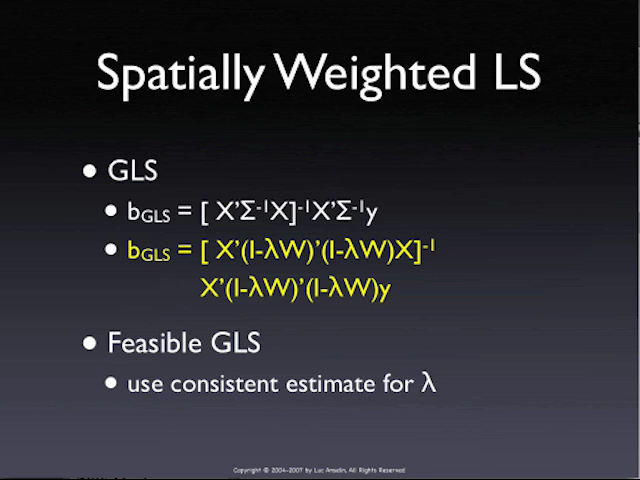 Spatially Weighted LS
• GLS
• bGLS = [ X'Σ-1X]-1X'Σ-1y
• bGLS = [ X'(I-λW)'(I-λW)X]-1
X'(I-λW)'(I-λW)y
• Feasible GLS
• use consistent estimate for λ
Copyright © 2004-2007 by Luc Anselin, All Rights Reserved